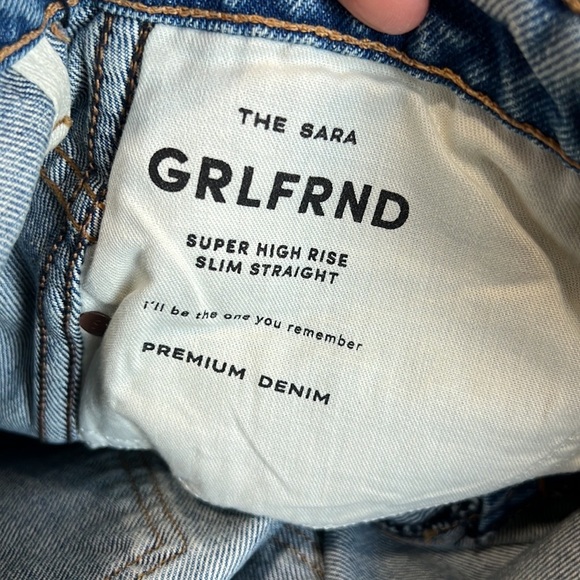 THE SARA
GRLFRND
SUPER HIGH RISE
SLIM STRAIGHT
i'll be the one you remember
PREMIUM DENIM